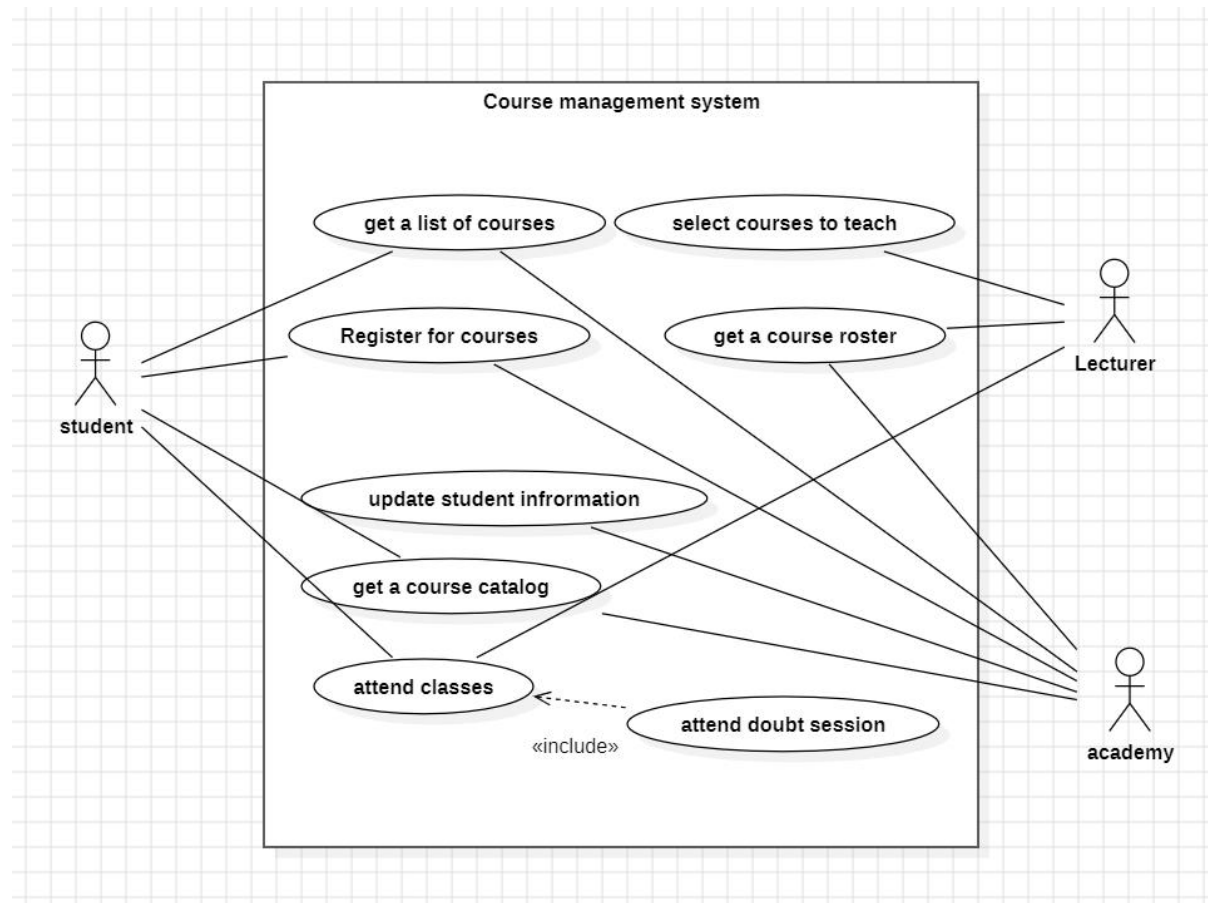 Course management system
get a list of courses
select courses to teach
Register for courses
get a course roster
Lecturer
student
update student infrormation
get a course catalog
attend classes
attend doubt session
«include»
academy